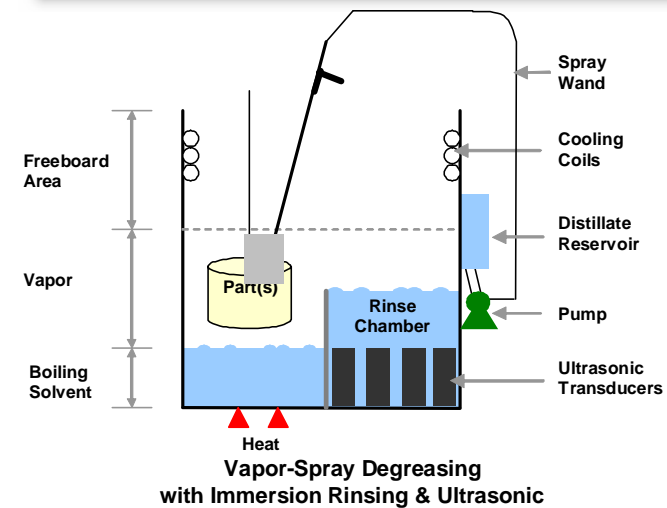 Spray
Wand
Cooling
Coils
Freeboard
Area
Distillate
Reservoir
Vapor
Part(s)
Rinse
Chamber
Pump
Boiling
Solvent
Ultrasonic
Transducers
Heat
Vapor-Spray Degreasing
with Immersion Rinsing & Ultrasonic